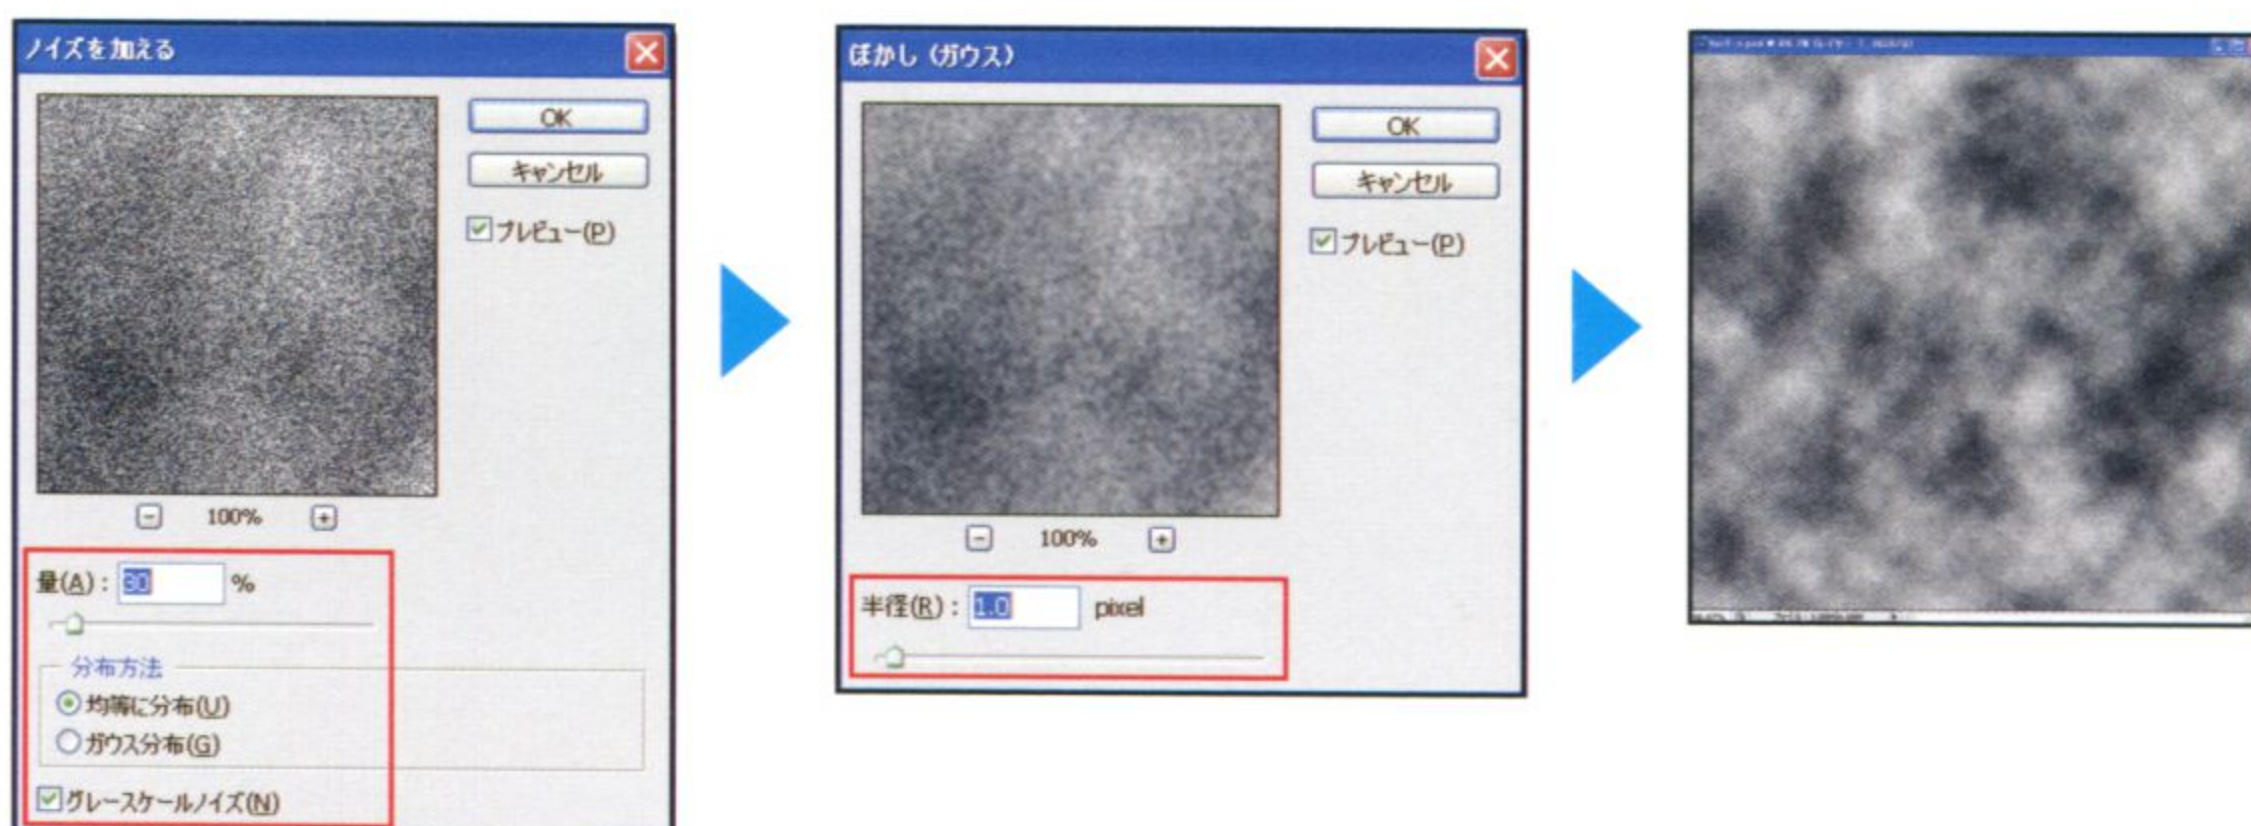 ノイズを加える
OK
キャンセル
プレビュー(P)
100%
量(A): 30 %
分布方法
均等に分布(U)
ガウス分布(G)
グレースケールノイズ(N)
ぼかし(ガウス)
OK
キャンセル
プレビュー(P)
100%
半径(R): 1.0 pixel